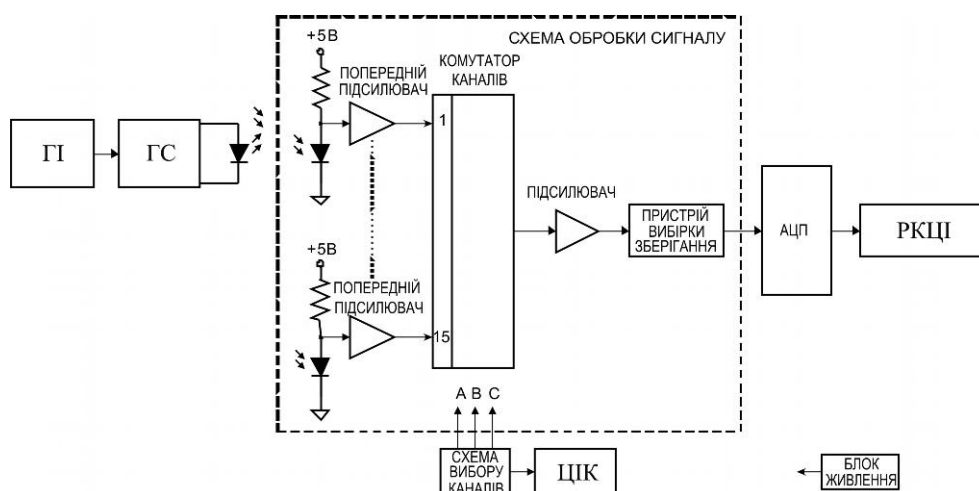 СХЕМА ОБРОБКИ СИГНАЛУ
+5В
ПОПЕРЕДНІЙ
ПІДСИЛЮВАЧ
КОМУТАТОР
КАНАЛІВ
1
ГІ
ГС
ПІДСИЛЮВАЧ
ПРИСТРІЙ
ВИБІРКИ
ЗБЕРІГАННЯ
АЦП
РКЦІ
+5В
ПОПЕРЕДНІЙ
ПІДСИЛЮВАЧ
15
А В С
СХЕМА
ВИБОРУ
КАНАЛІВ
ЦІК
БЛОК
ЖИВЛЕННЯ